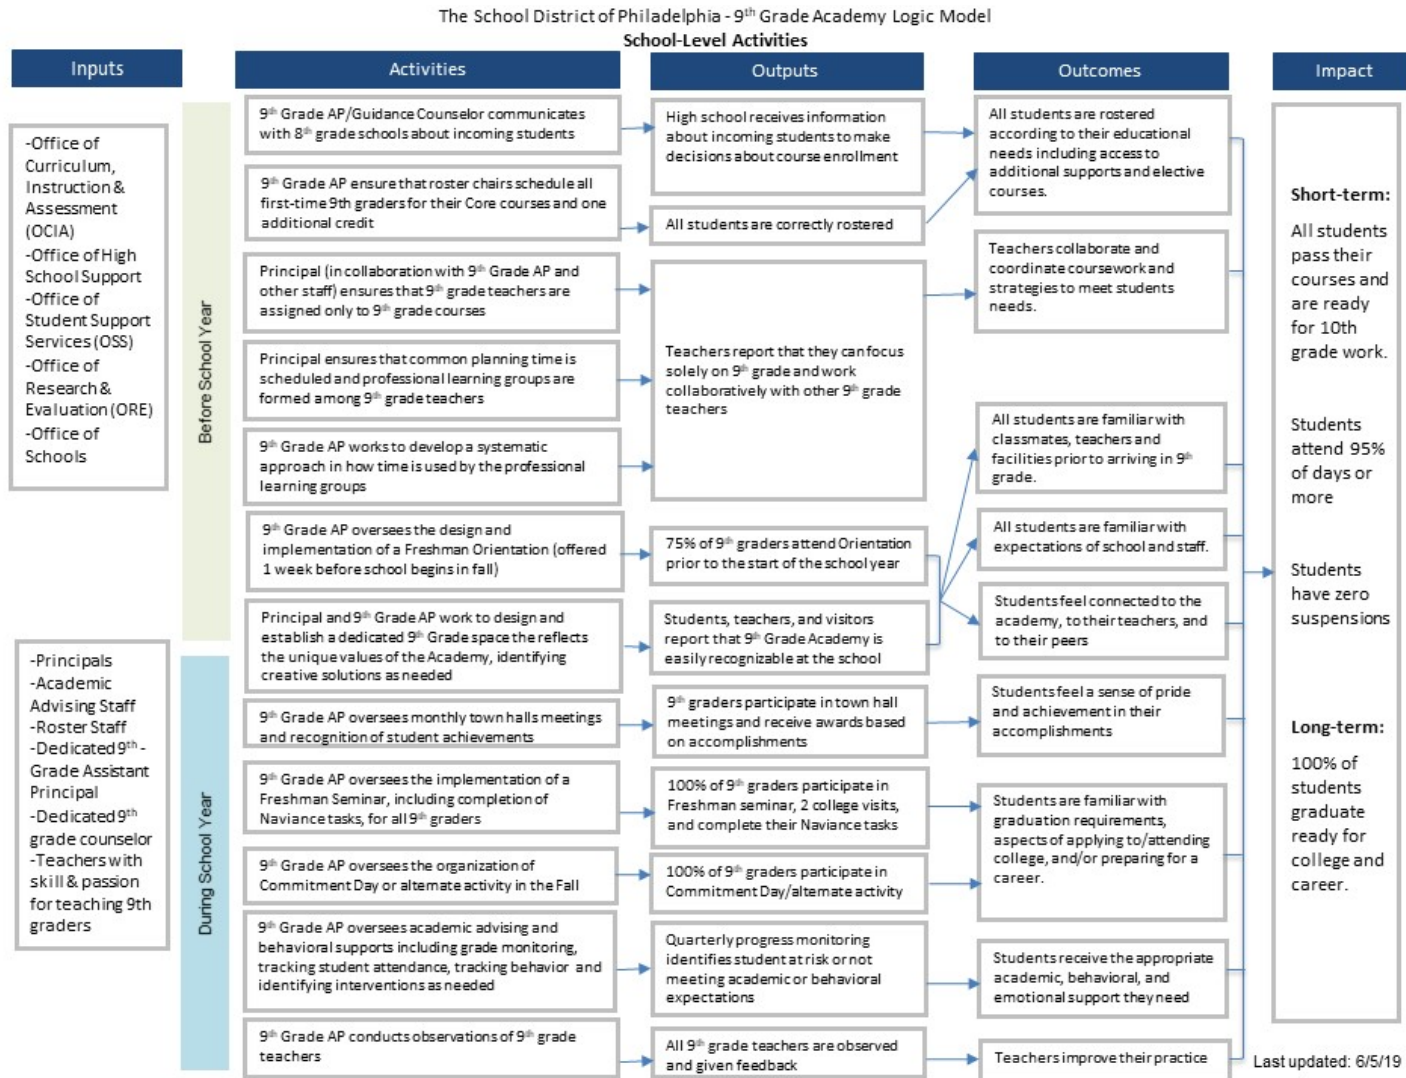 The School District of Philadelphia - 9th Grade Academy Logic Model
School-Level Activities
Inputs
Activities
Outputs
Outcomes
Impact
-Office of
Curriculum,
Instruction &
Assessment
(OCIA)
-Office of High
School Support
-Office of
Student Support
Services (OSS)
-Office of
Research &
Evaluation (ORE)
-Office of
Schools
-Principals
-Academic
Advising Staff
-Roster Staff
-Dedicated 9th -
Grade Assistant
Principal
-Dedicated 9th
grade counselor
-Teachers with
skill & passion
for teaching 9th
graders
Before School Year
During School Year
9th Grade AP/Guidance Counselor communicates
with 8th grade schools about incoming students
9th Grade AP ensure that roster chairs schedule all
first-time 9th graders for their Core courses and one
additional credit
Principal (in collaboration with 9th Grade AP and
other staff) ensures that 9th grade teachers are
assigned only to 9th grade courses
Principal ensures that common planning time is
scheduled and professional learning groups are
formed among 9th grade teachers
9th Grade AP works to develop a systematic
approach in how time is used by the professional
learning groups
9th Grade AP oversees the design and
implementation of a Freshman Orientation (offered
1 week before school begins in fall)
Principal and 9th Grade AP work to design and
establish a dedicated 9th Grade space the reflects
the unique values of the Academy, identifying
creative solutions as needed
9th Grade AP oversees monthly town halls meetings
and recognition of student achievements
9th Grade AP oversees the implementation of a
Freshman Seminar, including completion of
Naviance tasks, for all 9th graders
9th Grade AP oversees the organization of
Commitment Day or alternate activity in the Fall
9th Grade AP oversees academic advising and
behavioral supports including grade monitoring,
tracking student attendance, tracking behavior and
identifying interventions as needed
9th Grade AP conducts observations of 9th grade
teachers
High school receives information
about incoming students to make
decisions about course enrollment
All students are correctly rostered
Teachers report that they can focus
solely on 9th grade and work
collaboratively with other 9th grade
teachers
75% of 9th graders attend Orientation
prior to the start of the school year
Students, teachers, and visitors
report that 9th Grade Academy is
easily recognizable at the school
9th graders participate in town hall
meetings and receive awards based
on accomplishments
100% of 9th graders participate in
Freshman seminar, 2 college visits,
and complete their Naviance tasks
100% of 9th graders participate in
Commitment Day/alternate activity
Quarterly progress monitoring
identifies student at risk or not
meeting academic or behavioral
expectations
All 9th grade teachers are observed
and given feedback
All students are rostered
according to their educational
needs including access to
additional supports and elective
courses.
Teachers collaborate and
coordinate coursework and
strategies to meet students
needs.
All students are familiar with
classmates, teachers and
facilities prior to arriving in 9th
grade.
All students are familiar with
expectations of school and staff.
Students feel connected to the
academy, to their teachers, and
to their peers
Students feel a sense of pride
and achievement in their
accomplishments
Students are familiar with
graduation requirements,
aspects of applying to/attending
college, and/or preparing for a
career.
Students receive the appropriate
academic, behavioral, and
emotional support they need
Teachers improve their practice
Short-term:
All students
pass their
courses and
are ready
for 10th
grade work.
Students
attend 95%
of days or
more
Students
have zero
suspensions
Long-term:
100% of
students
graduate
ready for
college and
career.
Last updated: 6/5/19